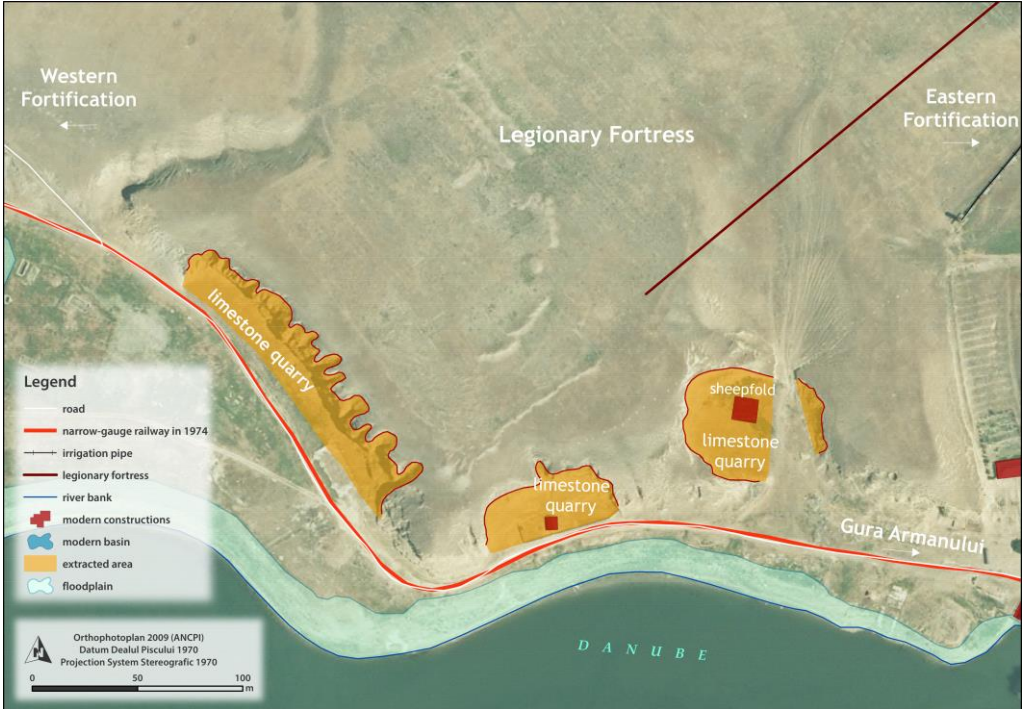 Western
Fortification
Eastern
Fortification
Legionary Fortress
limestone quarry
sheepfold
limestone
quarry
limestone
quarry
Gura Armanului
DANUBE
Legend
road
narrow-gauge railway in 1974
irrigation pipe
legionary fortress
river bank
modern constructions
modern basin
extracted area
floodplain
Orthophotoplan 2009 (ANCPI)
Datum Dealul Piscului 1970
Projection System Stereografic 1970
0 50 100
m